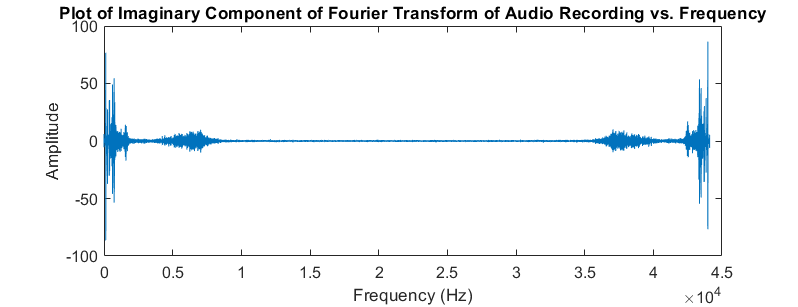 Plot of Imaginary Component of Fourier Transform of Audio Recording vs. Frequency
100
50
0
-50
-100
Amplitude
0 0.5 1 1.5 2 2.5 3 3.5 4 4.5
×10⁴
Frequency (Hz)